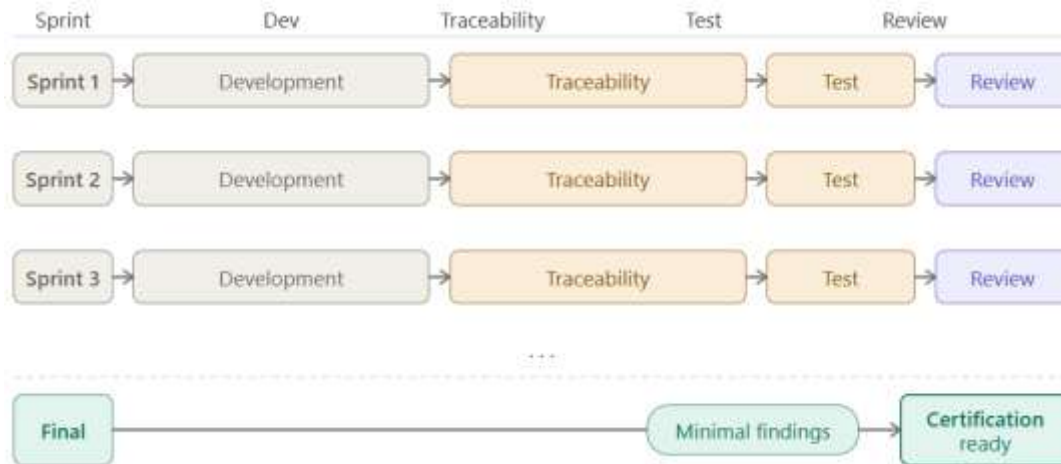 Sprint Dev Traceability Test Review
Sprint 1 Development Traceability Test Review
Sprint 2 Development Traceability Test Review
Sprint 3 Development Traceability Test Review
...
Final Minimal findings Certification
ready